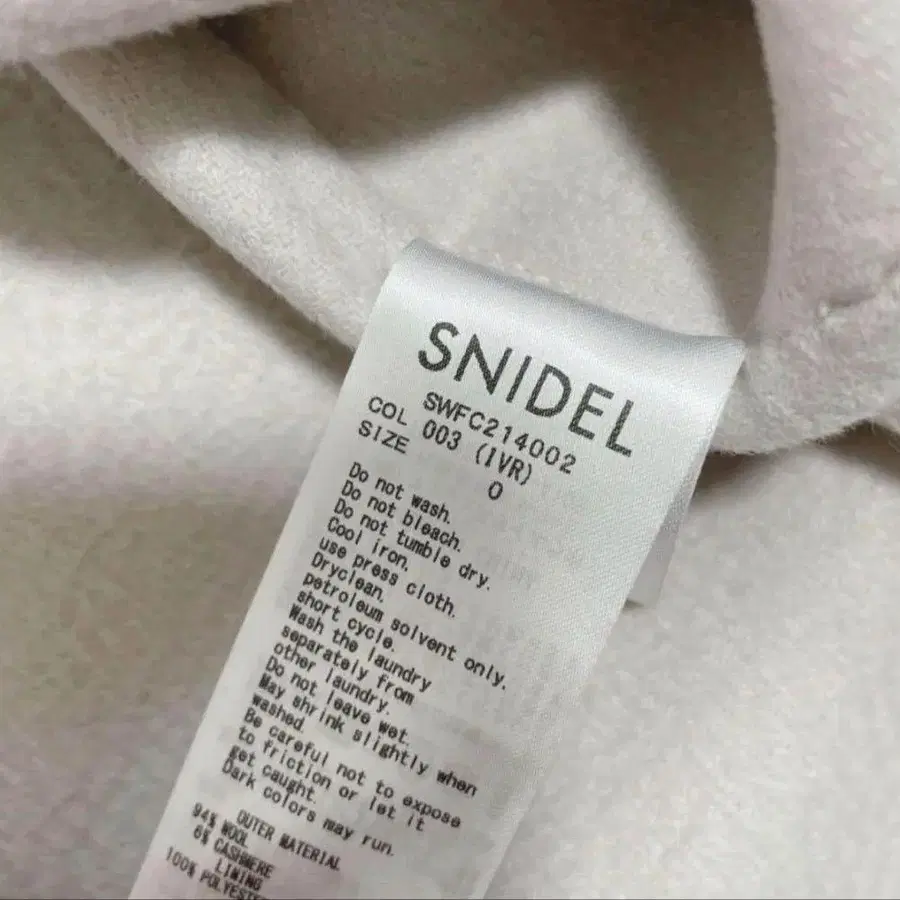 SNIDEL
SWFC214002
COL 003 (IVR)
SIZE 0
Do not wash.
Do not bleach.
Do not tumble dry.
Cool iron.
use press cloth.
Dryclean.
petroleum solvent only.
short cycle.
Wash the laundry
separately from
other laundry.
Do not leave wet.
May shrink slightly when
washed.
Be careful not to expose
to friction or let it
get caught.
Dark colors may run.
OUTER MATERIAL
94% WOOL
6% CASHMERE
LINING
100% POLYESTE